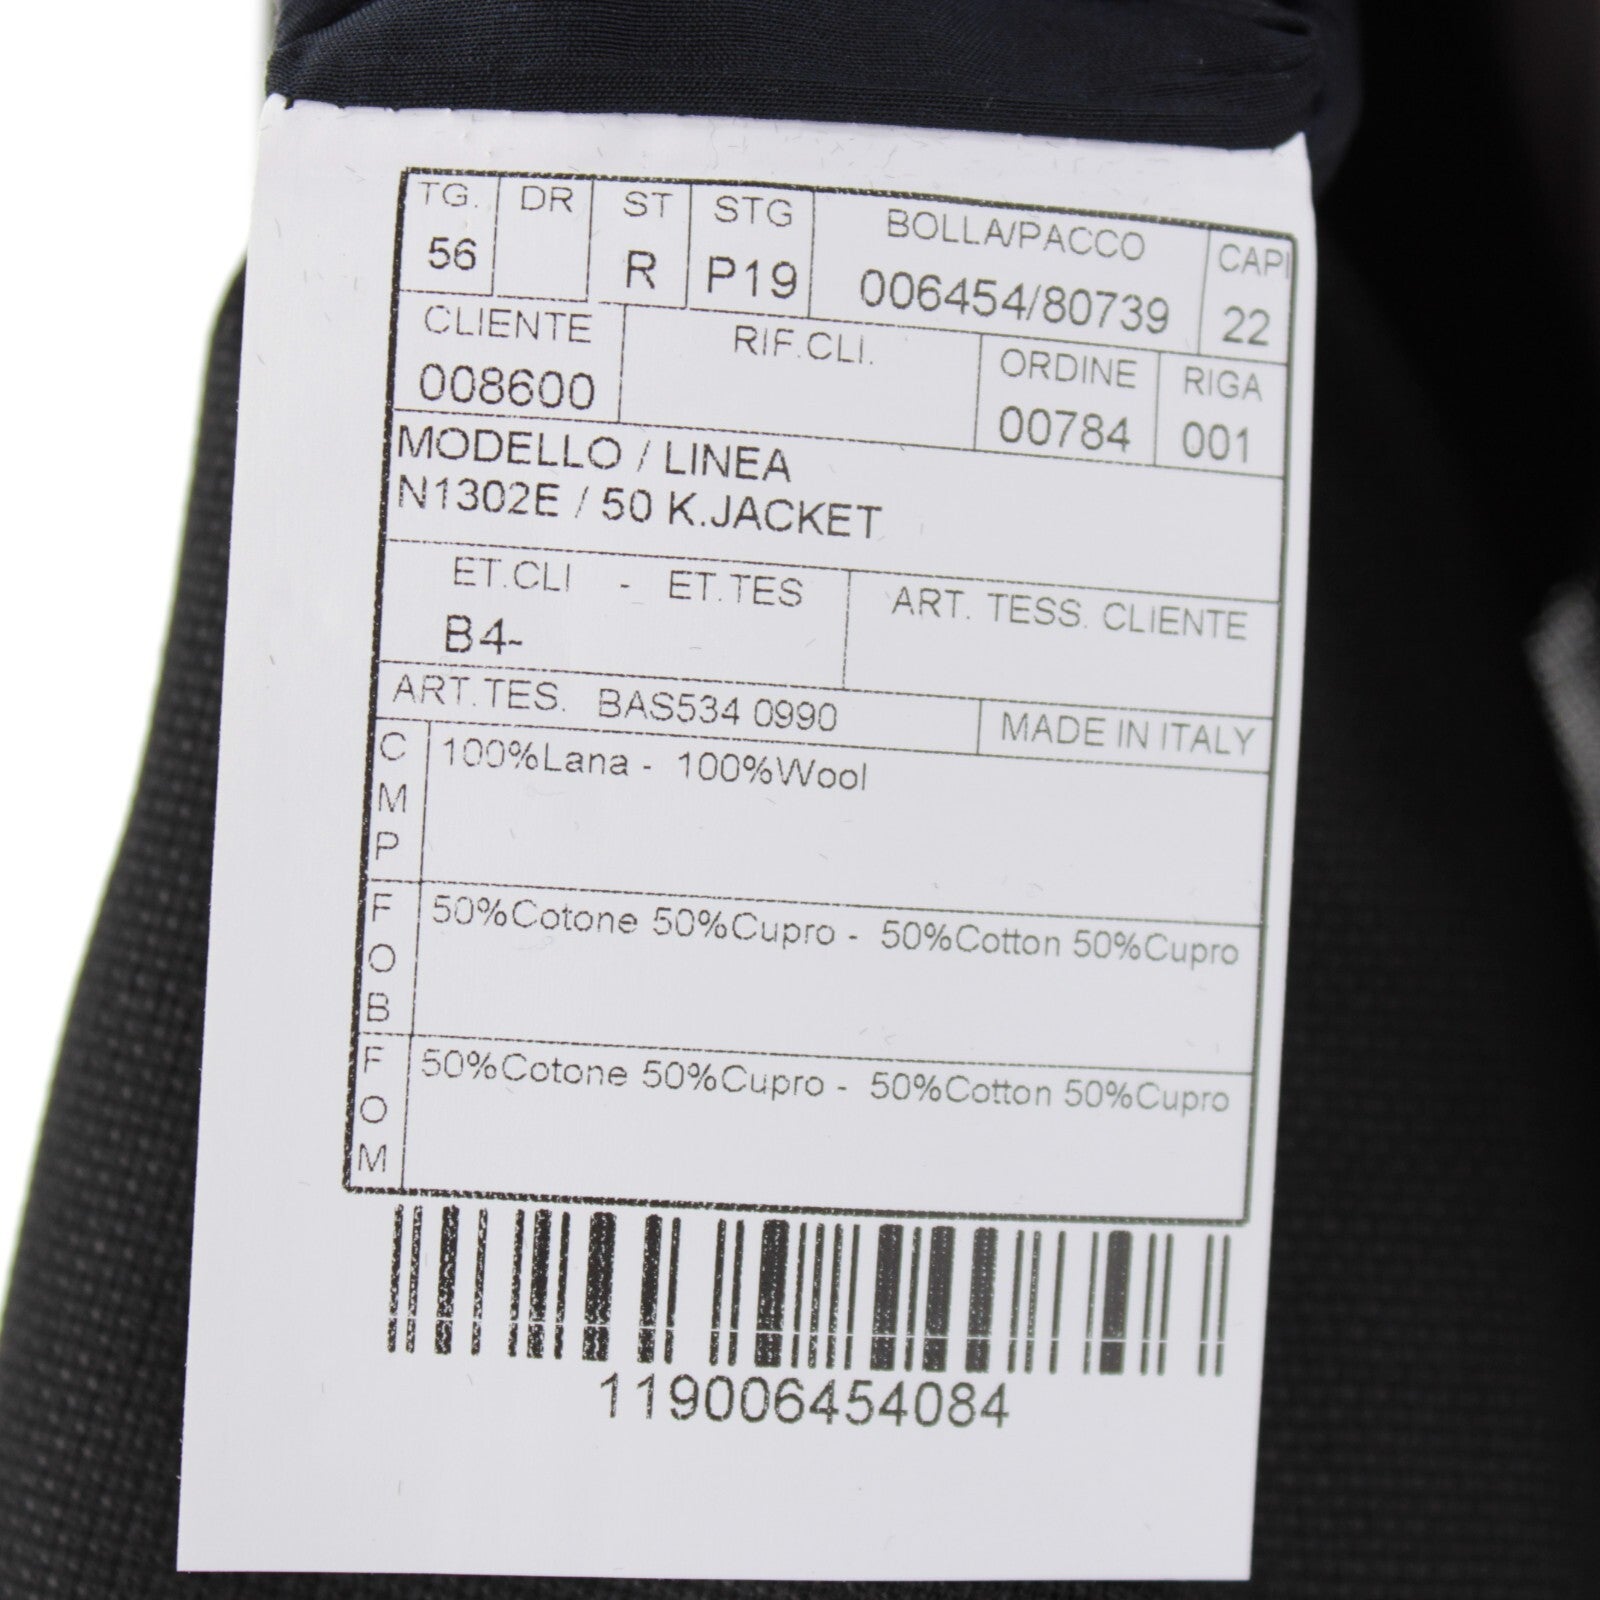 TG. DR ST STG BOLLA/PACCO CAPI
56 R P19 006454/80739 22
CLIENTE RIF.CLI. ORDINE RIGA
008600 00784 001
MODELLO / LINEA
N1302E / 50 K.JACKET
ET.CLI - ET.TES ART. TESS. CLIENTE
B4-
ART.TES. BAS534 0990 MADE IN ITALY
CMP 100%Lana - 100%Wool
FOB 50%Cotone 50%Cupro - 50%Cotton 50%Cupro
FOM 50%Cotone 50%Cupro - 50%Cotton 50%Cupro
119006454084